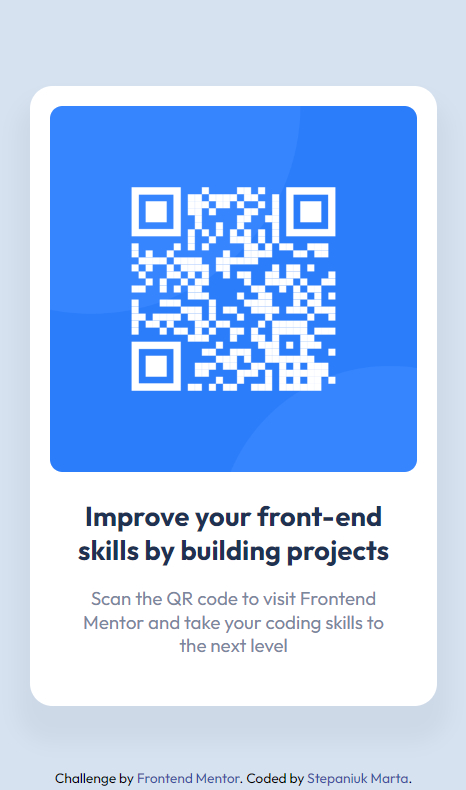 Improve your front-end
skills by building projects
Scan the QR code to visit Frontend
Mentor and take your coding skills to
the next level
Challenge by Frontend Mentor. Coded by Stepaniuk Marta.